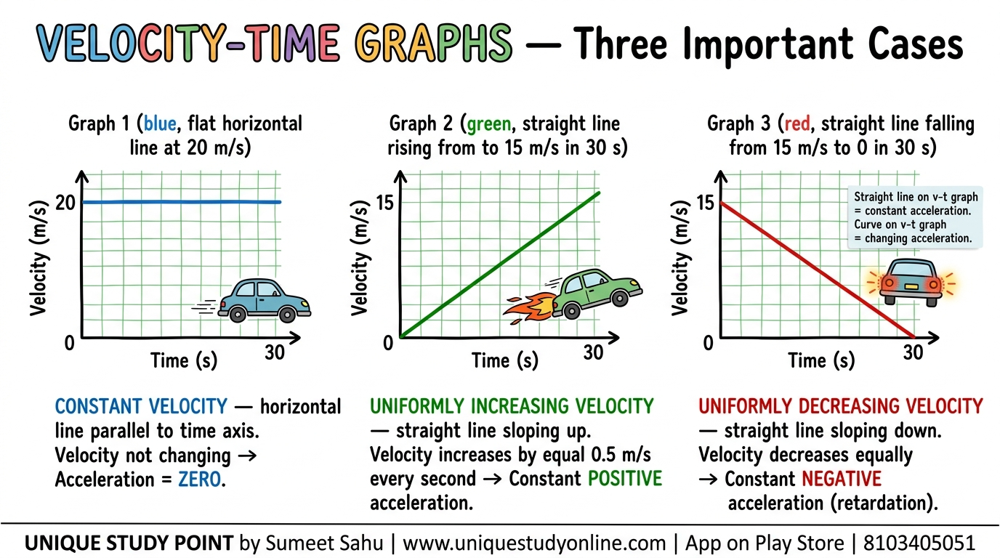 VELOCITY-TIME GRAPHS — Three Important Cases
Graph 1 (blue, flat horizontal
line at 20 m/s)
Velocity (m/s)
20
0
30
Time (s)
Graph 2 (green, straight line
rising from to 15 m/s in 30 s)
Velocity (m/s)
15
0
30
Time (s)
Graph 3 (red, straight line falling
from 15 m/s to 0 in 30 s)
Velocity (m/s)
15
0
30
Time (s)
Straight line on v-t graph
= constant acceleration.
Curve on v-t graph
= changing acceleration.
CONSTANT VELOCITY — horizontal
line parallel to time axis.
Velocity not changing →
Acceleration = ZERO.
UNIFORMLY INCREASING VELOCITY
— straight line sloping up.
Velocity increases by equal 0.5 m/s
every second → Constant POSITIVE
acceleration.
UNIFORMLY DECREASING VELOCITY
— straight line sloping down.
Velocity decreases equally
→ Constant NEGATIVE
acceleration (retardation).
UNIQUE STUDY POINT by Sumeet Sahu | www.uniquestudyonline.com | App on Play Store | 8103405051